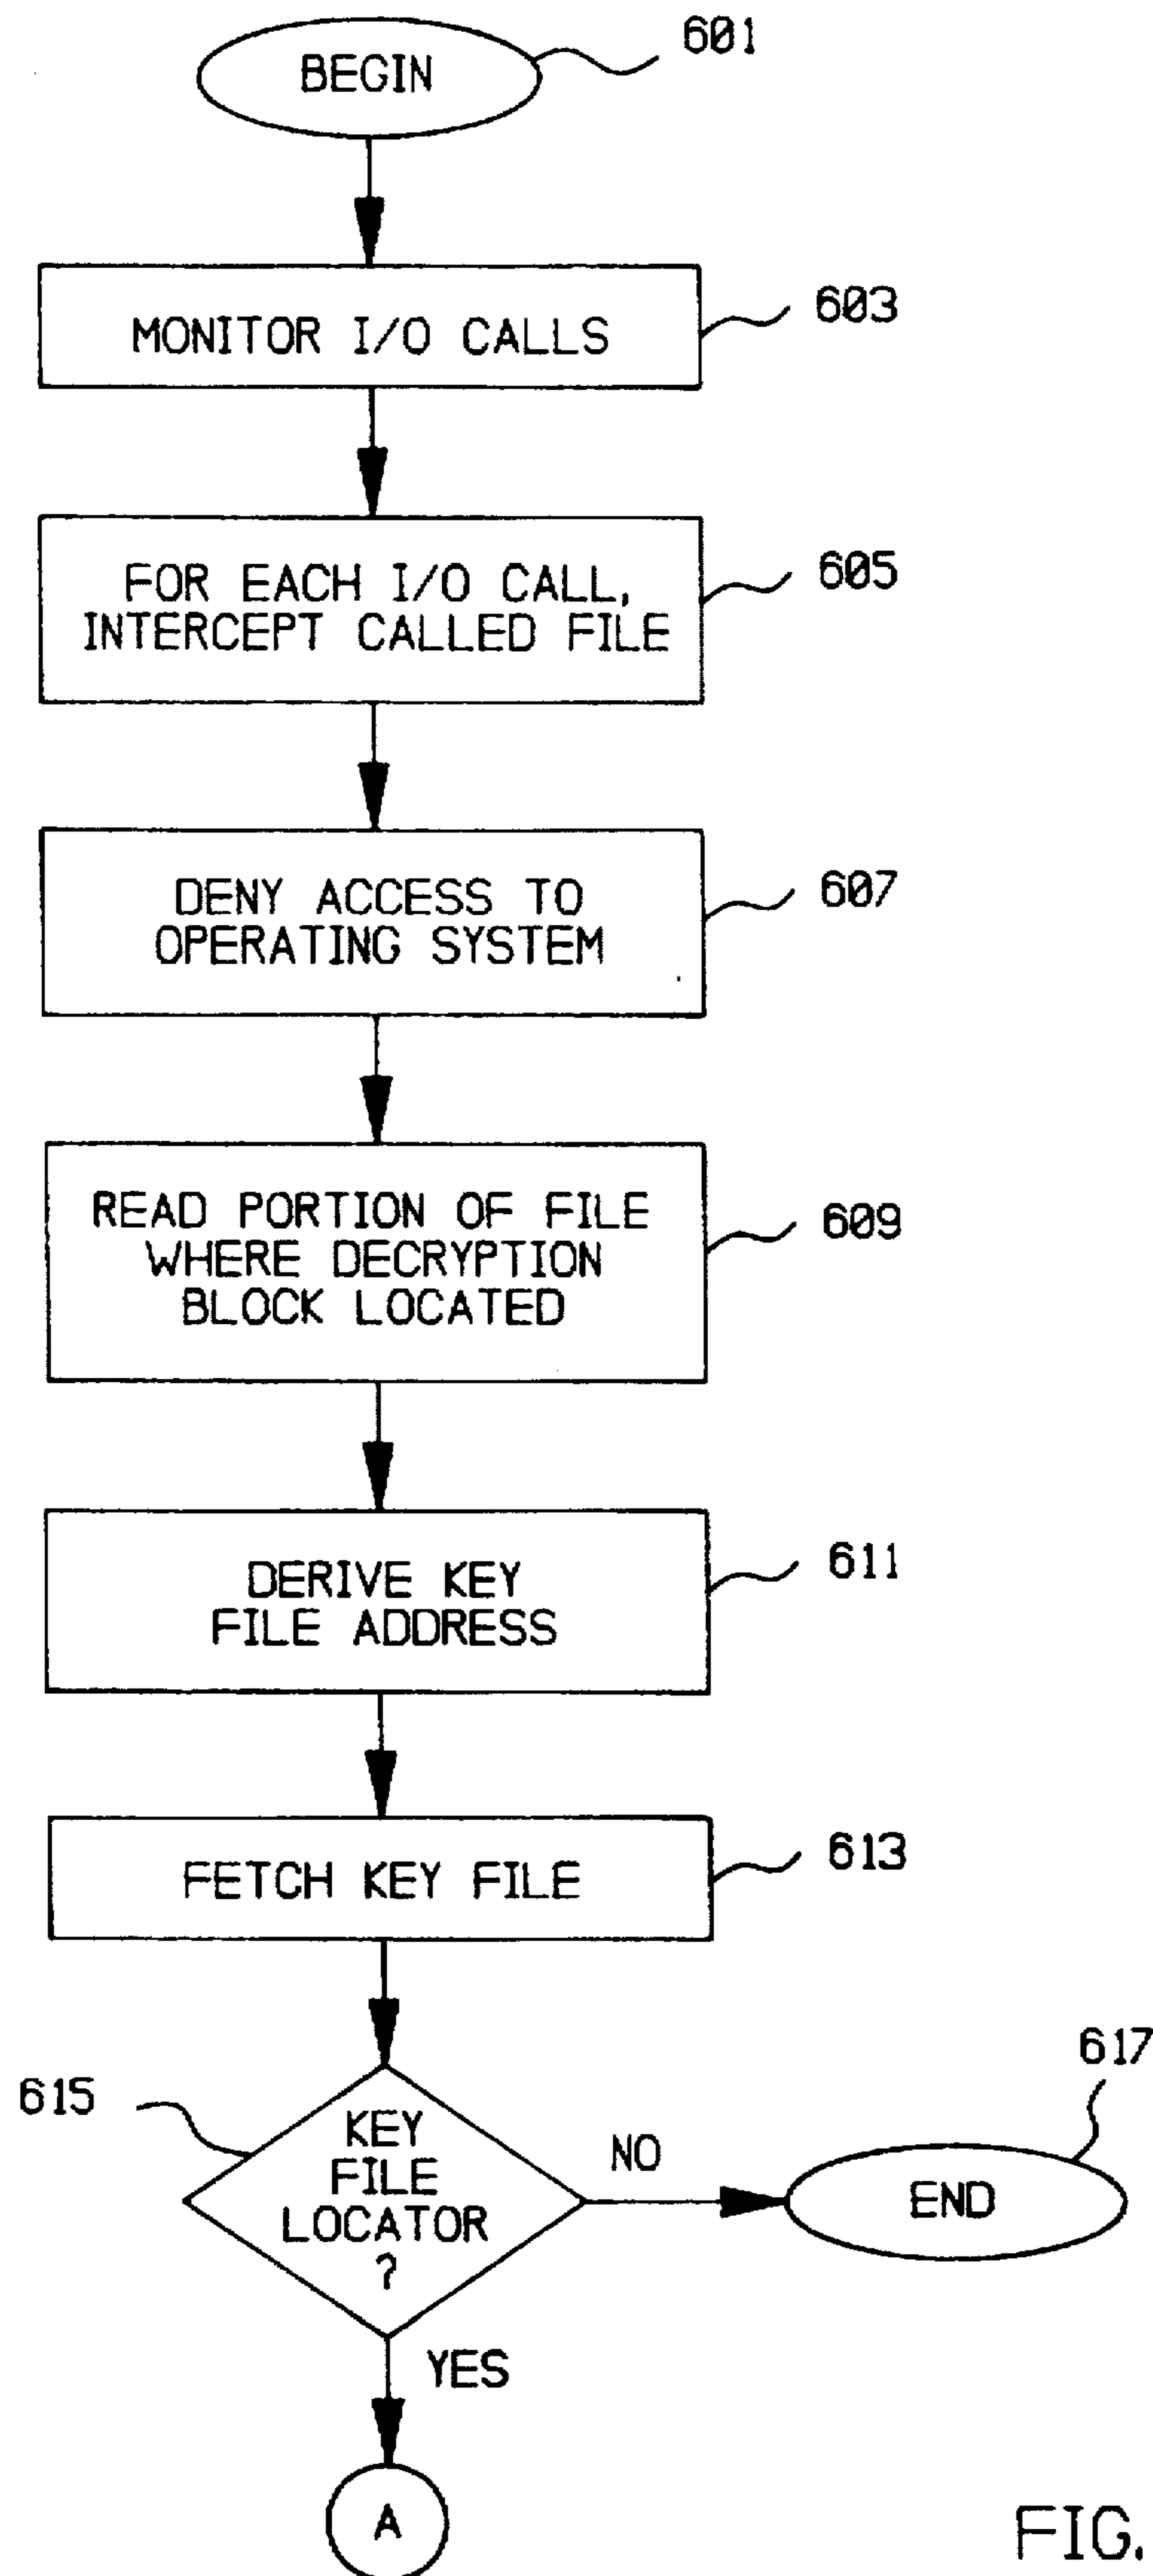 BEGIN
601
MONITOR I/O CALLS
603
FOR EACH I/O CALL,
INTERCEPT CALLED FILE
605
DENY ACCESS TO
OPERATING SYSTEM
607
READ PORTION OF FILE
WHERE DECRYPTION
BLOCK LOCATED
609
DERIVE KEY
FILE ADDRESS
611
FETCH KEY FILE
613
615
KEY
FILE
LOCATOR
?
NO
END
617
YES
A
FIG.